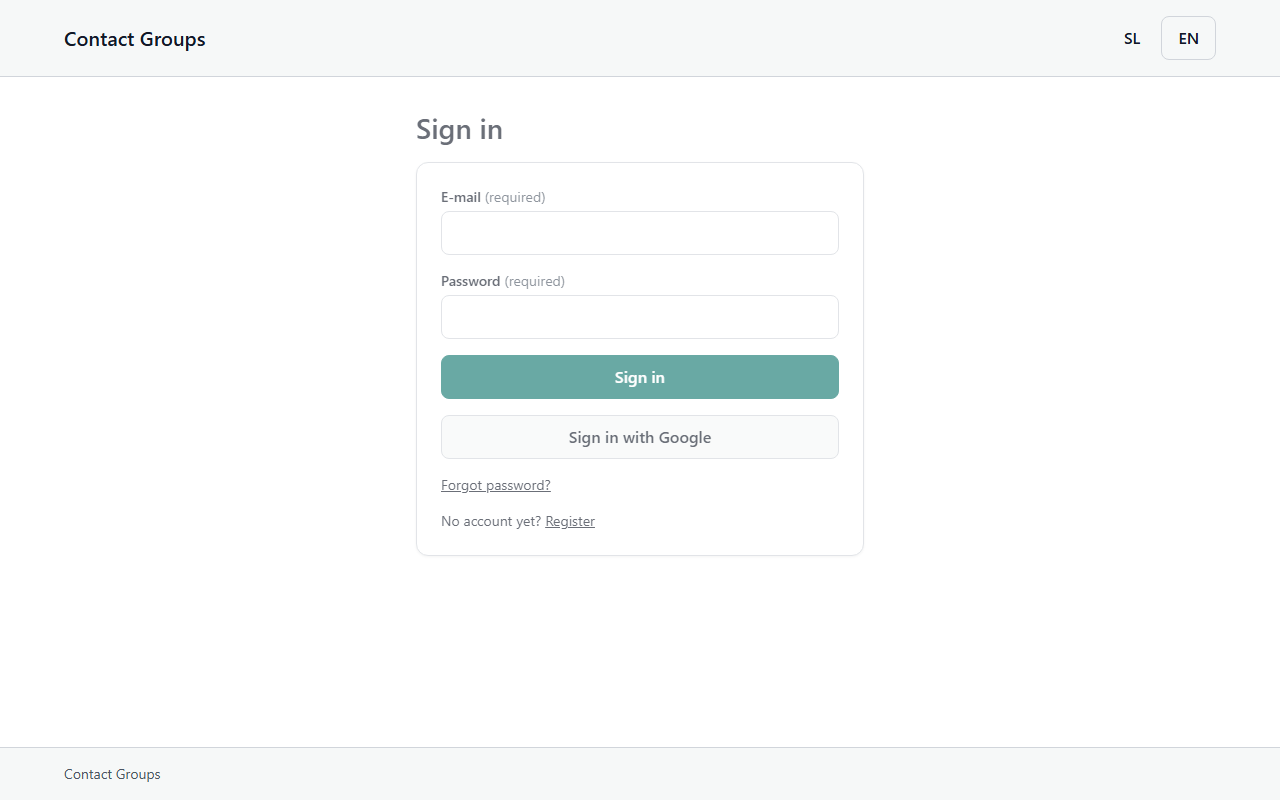 Contact Groups
SL
EN
Sign in
E-mail (required)
Password (required)
Sign in
Sign in with Google
Forgot password?
No account yet? Register
Contact Groups